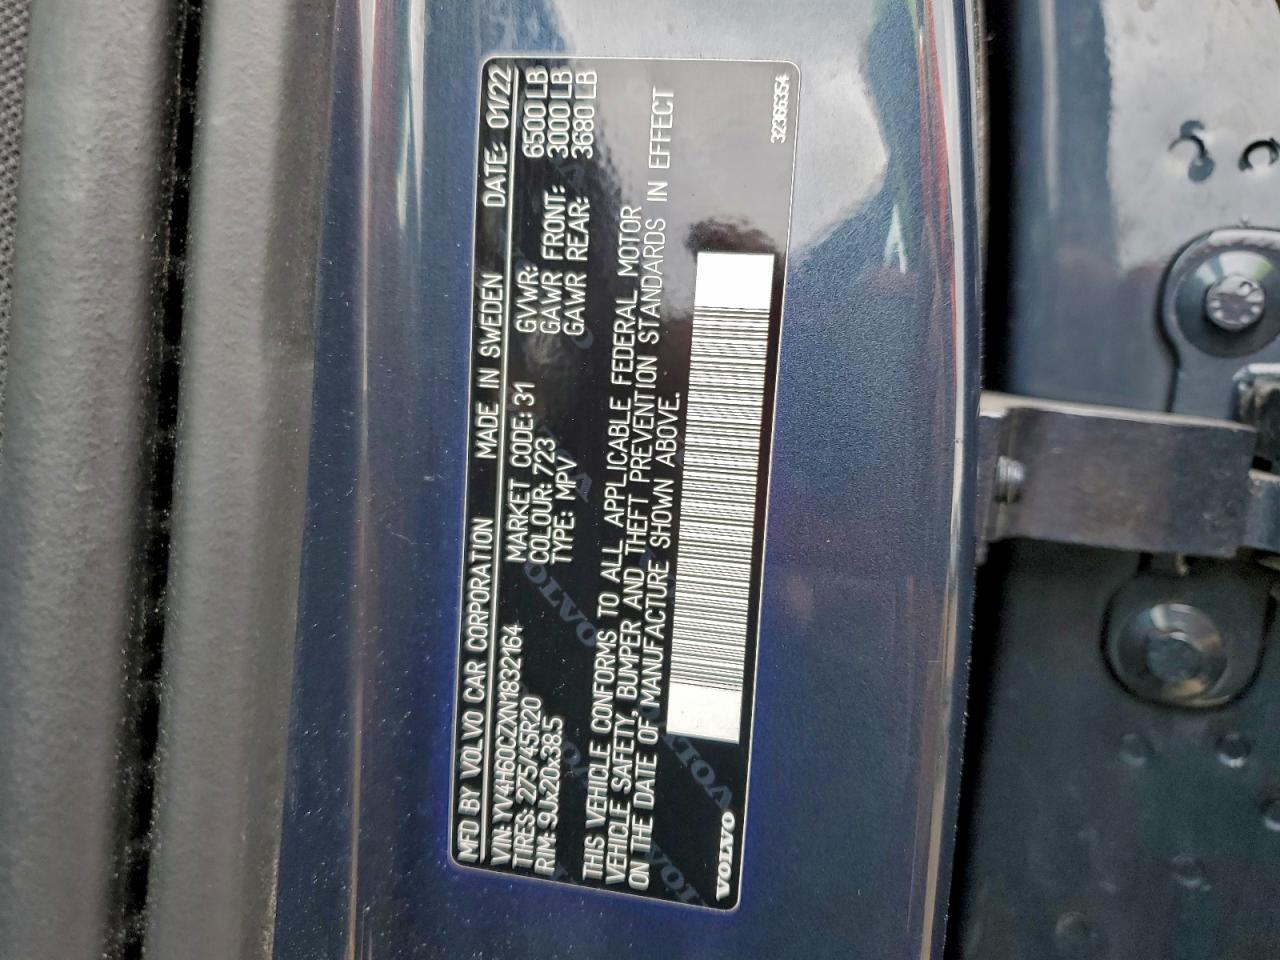 MFD BY VOLVO CAR CORPORATION MADE IN SWEDEN DATE: 01/22
VIN: YV4H60CZXN1832164
TIRES: 275/45R20 MARKET CODE: 31 GVWR: 6500 LB
RIM: 9Jx20x38.5 COLOUR: 723 GAWR FRONT: 3000 LB
TYPE: MPV GAWR REAR: 3680 LB
THIS VEHICLE CONFORMS TO ALL APPLICABLE FEDERAL MOTOR
VEHICLE SAFETY, BUMPER AND THEFT PREVENTION STANDARDS IN EFFECT
ON THE DATE OF MANUFACTURE SHOWN ABOVE.
VOLVO
32366354